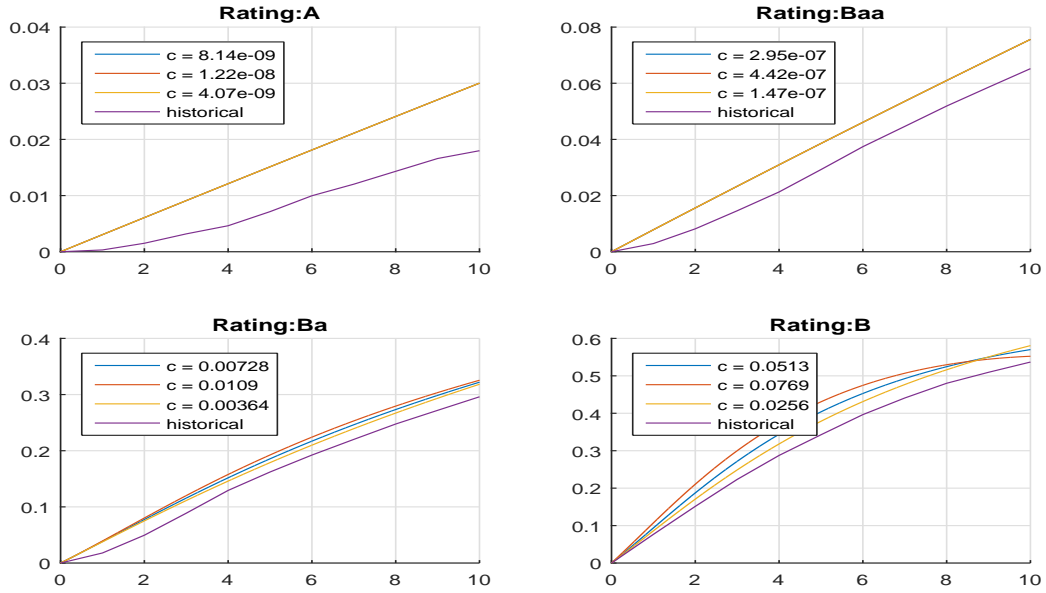 Rating:A
0.04
0.03
0.02
0.01
0
0 2 4 6 8 10
c = 8.14e-09
c = 1.22e-08
c = 4.07e-09
historical
Rating:Baa
0.08
0.06
0.04
0.02
0
0 2 4 6 8 10
c = 2.95e-07
c = 4.42e-07
c = 1.47e-07
historical
Rating:Ba
0.4
0.3
0.2
0.1
0
0 2 4 6 8 10
c = 0.00728
c = 0.0109
c = 0.00364
historical
Rating:B
0.6
0.5
0.4
0.3
0.2
0.1
0
0 2 4 6 8 10
c = 0.0513
c = 0.0769
c = 0.0256
historical